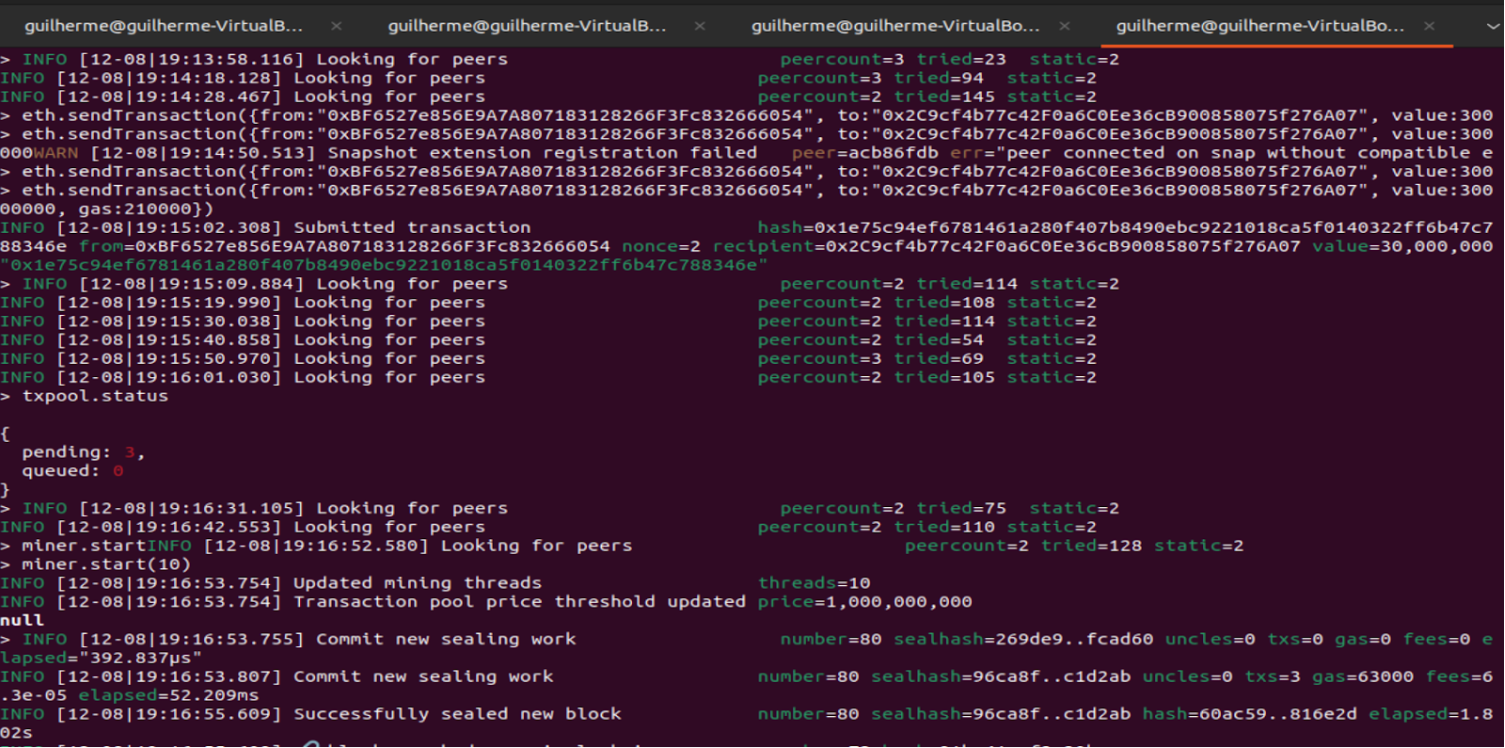 guilherme@guilherme-VirtualB... × guilherme@guilherme-VirtualB... × guilherme@guilherme-VirtualBo... × guilherme@guilherme-VirtualBo... ×
> INFO [12-08|19:13:58.116] Looking for peers peercount=3 tried=23 static=2
INFO [12-08|19:14:18.128] Looking for peers peercount=3 tried=94 static=2
INFO [12-08|19:14:28.467] Looking for peers peercount=2 tried=145 static=2
> eth.sendTransaction({from:"0xBF6527e856E9A7A807183128266F3Fc832666054", to:"0x2C9cf4b77c42F0a6C0Ee36cB900858075f276A07", value:300
> eth.sendTransaction({from:"0xBF6527e856E9A7A807183128266F3Fc832666054", to:"0x2C9cf4b77c42F0a6C0Ee36cB900858075f276A07", value:300
000WARN [12-08|19:14:50.513] Snapshot extension registration failed peer=acb86fdb err="peer connected on snap without compatible e
> eth.sendTransaction({from:"0xBF6527e856E9A7A807183128266F3Fc832666054", to:"0x2C9cf4b77c42F0a6C0Ee36cB900858075f276A07", value:300
> eth.sendTransaction({from:"0xBF6527e856E9A7A807183128266F3Fc832666054", to:"0x2C9cf4b77c42F0a6C0Ee36cB900858075f276A07", value:300
00000, gas:210000})
INFO [12-08|19:15:02.308] Submitted transaction hash=0x1e75c94ef6781461a280f407b8490ebc9221018ca5f0140322ff6b47c7
88346e from=0xBF6527e856E9A7A807183128266F3Fc832666054 nonce=2 recipient=0x2C9cf4b77c42F0a6C0Ee36cB900858075f276A07 value=30,000,000
"0x1e75c94ef6781461a280f407b8490ebc9221018ca5f0140322ff6b47c788346e"
> INFO [12-08|19:15:09.884] Looking for peers peercount=2 tried=114 static=2
INFO [12-08|19:15:19.990] Looking for peers peercount=2 tried=108 static=2
INFO [12-08|19:15:30.038] Looking for peers peercount=2 tried=114 static=2
INFO [12-08|19:15:40.858] Looking for peers peercount=2 tried=54 static=2
INFO [12-08|19:15:50.970] Looking for peers peercount=3 tried=69 static=2
INFO [12-08|19:16:01.030] Looking for peers peercount=2 tried=105 static=2
> txpool.status
{
pending: 3,
queued: 0
}
> INFO [12-08|19:16:31.105] Looking for peers peercount=2 tried=75 static=2
INFO [12-08|19:16:42.553] Looking for peers peercount=2 tried=110 static=2
> miner.startINFO [12-08|19:16:52.580] Looking for peers peercount=2 tried=128 static=2
> miner.start(10)
INFO [12-08|19:16:53.754] Updated mining threads threads=10
INFO [12-08|19:16:53.754] Transaction pool price threshold updated price=1,000,000,000
null
> INFO [12-08|19:16:53.755] Commit new sealing work number=80 sealhash=269de9..fcad60 uncles=0 txs=0 gas=0 fees=0 e
lapsed="392.837µs"
INFO [12-08|19:16:53.807] Commit new sealing work number=80 sealhash=96ca8f..c1d2ab uncles=0 txs=3 gas=63000 fees=6
.3e-05 elapsed=52.209ms
INFO [12-08|19:16:55.609] Successfully sealed new block number=80 sealhash=96ca8f..c1d2ab hash=60ac59..816e2d elapsed=1.8
02s